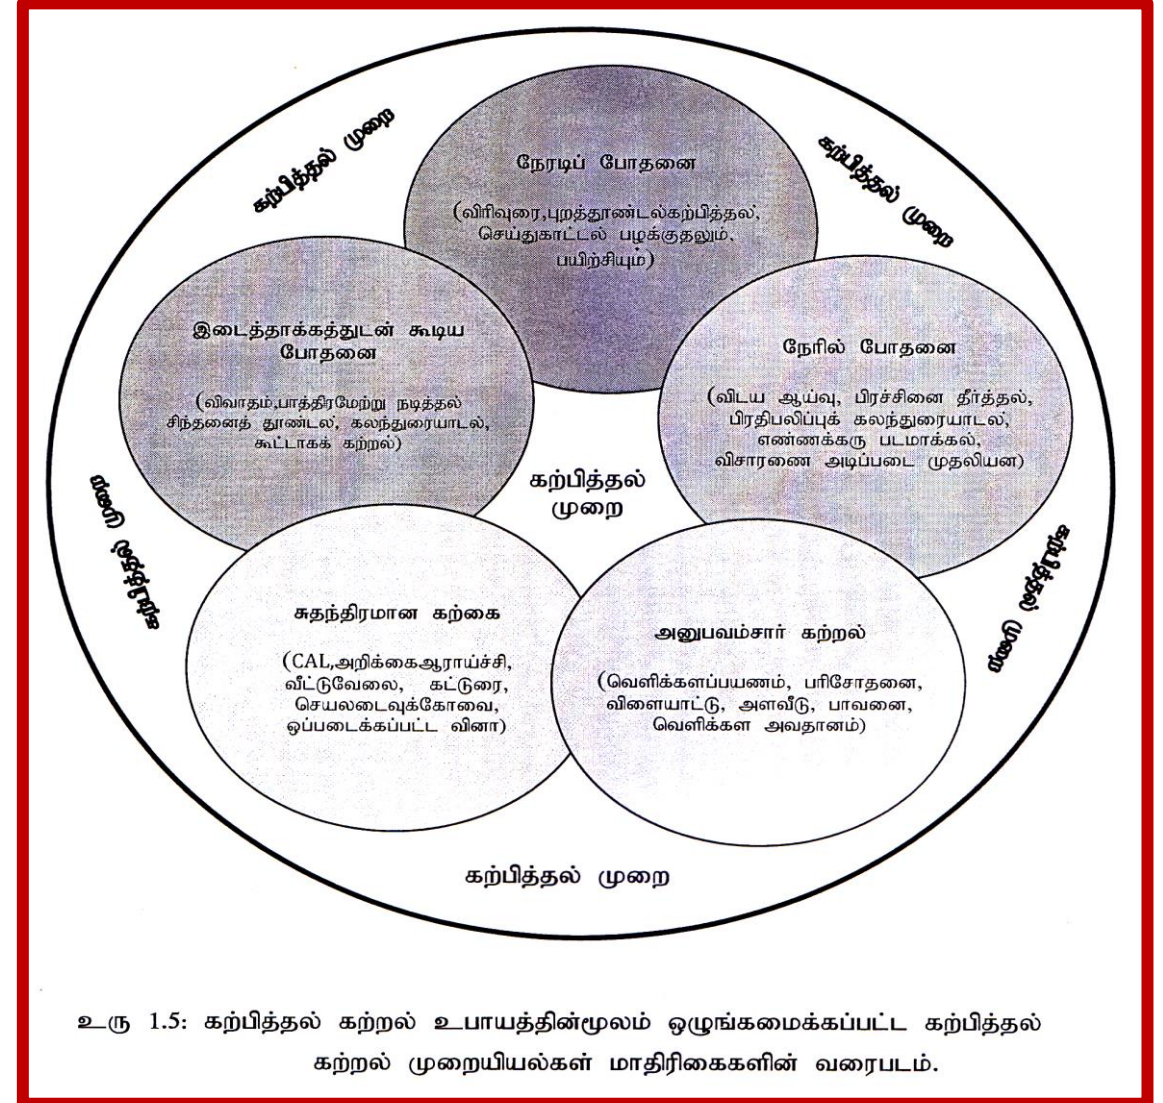 கற்பித்தல் முறை
கற்பித்தல் முறை
நேரடிப் போதனை
(விரிவுரை,புறத்தூண்டல்கற்பித்தல்,
செய்துகாட்டல் பழக்குதலும்,
பயிற்சியும்)
இடைத்தாக்கத்துடன் கூடிய
போதனை
(விவாதம்,பாத்திரமேற்று நடித்தல்
சிந்தனைத் தூண்டல், கலந்துரையாடல்,
கூட்டாகக் கற்றல்)
நேரில் போதனை
(விடய ஆய்வு, பிரச்சினை தீர்த்தல்,
பிரதிபலிப்புக் கலந்துரையாடல்,
எண்ணக்கரு படமாக்கல்,
விசாரணை அடிப்படை முதலியன)
கற்பித்தல்
முறை
கற்பித்தல் முறை
கற்பித்தல் முறை
சுதந்திரமான கற்கை
(CAL,அறிக்கைஆராய்ச்சி,
வீட்டுவேலை, கட்டுரை,
செயலடைவுக்கோவை,
ஒப்படைக்கப்பட்ட வினா)
அனுபவம்சார் கற்றல்
(வெளிக்களப்பயணம், பரிசோதனை,
விளையாட்டு, அளவீடு, பாவனை,
வெளிக்கள அவதானம்)
கற்பித்தல் முறை
உரு 1.5: கற்பித்தல் கற்றல் உபாயத்தின்மூலம் ஒழுங்கமைக்கப்பட்ட கற்பித்தல்
கற்றல் முறையியல்கள் மாதிரிகைகளின் வரைபடம்.